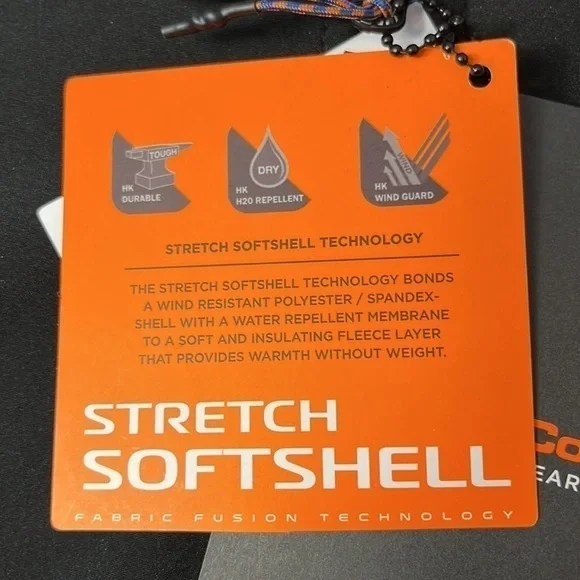 TOUGH
HK
DURABLE
DRY
HK
H20 REPELLENT
WIND
HK
WIND GUARD
STRETCH SOFTSHELL TECHNOLOGY
THE STRETCH SOFTSHELL TECHNOLOGY BONDS
A WIND RESISTANT POLYESTER / SPANDEX-
SHELL WITH A WATER REPELLENT MEMBRANE
TO A SOFT AND INSULATING FLEECE LAYER
THAT PROVIDES WARMTH WITHOUT WEIGHT.
STRETCH
SOFTSHELL
FABRIC FUSION TECHNOLOGY